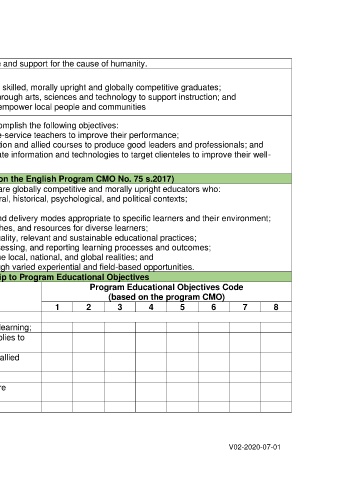 e and support for the cause of humanity.
skilled, morally upright and globally competitive graduates;
rough arts, sciences and technology to support instruction; and
empower local people and communities
omplish the following objectives:
e-service teachers to improve their performance;
tion and allied courses to produce good leaders and professionals; and
ate information and technologies to target clienteles to improve their well-
on the English Program CMO No. 75 s.2017)
are globally competitive and morally upright educators who:
ral, historical, psychological, and political contexts;
nd delivery modes appropriate to specific learners and their environment;
hes, and resources for diverse learners;
uality, relevant and sustainable educational practices;
sessing, and reporting learning processes and outcomes;
he local, national, and global realities; and
gh varied experiential and field-based opportunities.
ip to Program Educational Objectives
Program Educational Objectives Code
(based on the program CMO)
1 2 3 4 5 6 7 8
learning;
plies to
allied
re
V02-2020-07-01